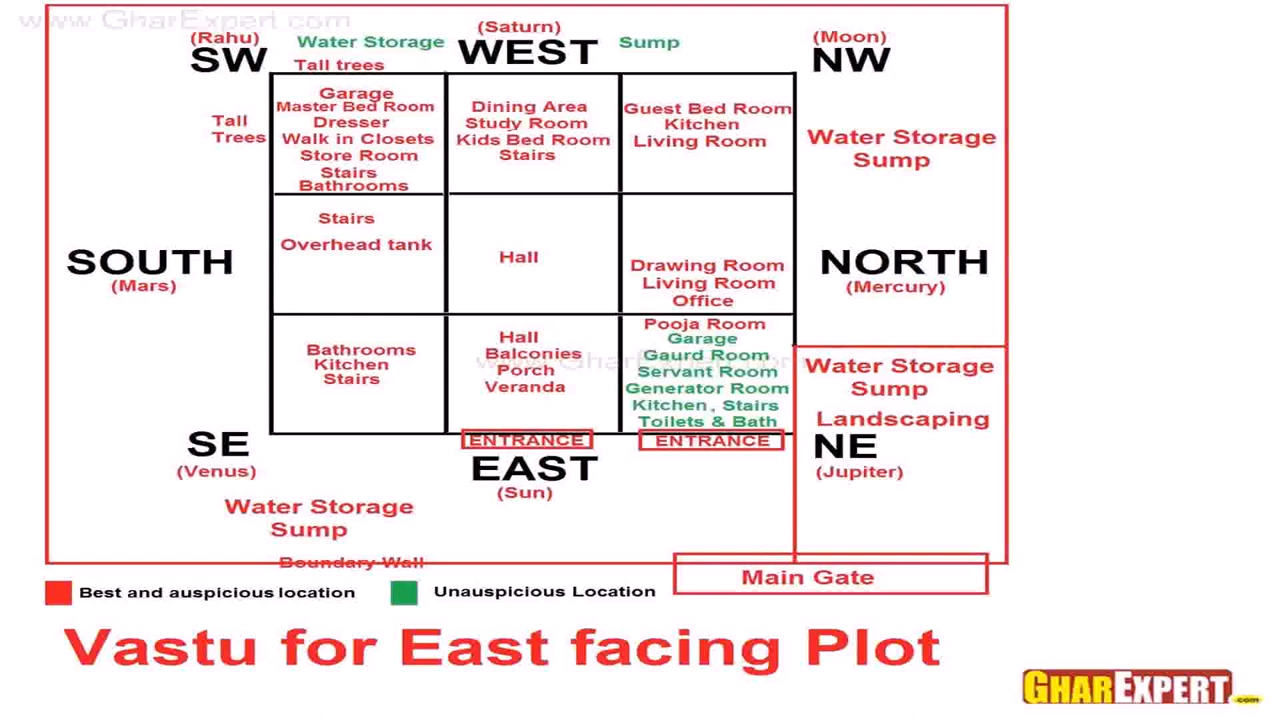 www.GharExpert.com
(Rahu)
SW
Water Storage
(Saturn)
WEST
Sump
(Moon)
NW
Tall trees
Tall
Trees
Garage
Master Bed Room
Dresser
Walk in Closets
Store Room
Stairs
Bathrooms
Dining Area
Study Room
Kids Bed Room
Stairs
Guest Bed Room
Kitchen
Living Room
Water Storage
Sump
SOUTH
(Mars)
Stairs
Overhead tank
Hall
Drawing Room
Living Room
Office
NORTH
(Mercury)
Bathrooms
Kitchen
Stairs
Hall
Balconies
Porch
Veranda
Pooja Room
Garage
Gaurd Room
Servant Room
Generator Room
Kitchen, Stairs
Toilets & Bath
www.GharExpert.com
Water Storage
Sump
Landscaping
SE
(Venus)
ENTRANCE
ENTRANCE
EAST
(Sun)
NE
(Jupiter)
Water Storage
Sump
Boundary Wall
Main Gate
Best and auspicious location
Unauspicious Location
Vastu for East facing Plot
GHAREXPERT.com